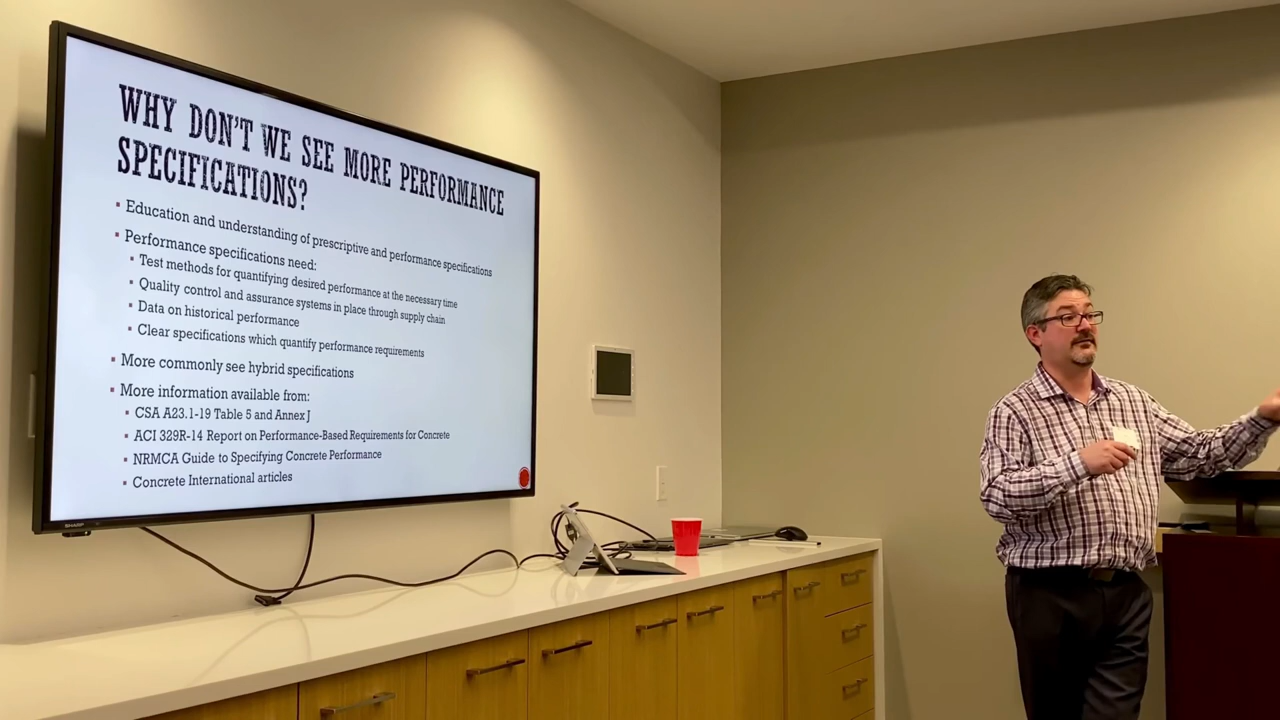 WHY DON'T WE SEE MORE PERFORMANCE
SPECIFICATIONS?
▪ Education and understanding of prescriptive and performance specifications
▪ Performance specifications need:
▪ Test methods for quantifying desired performance at the necessary time
▪ Quality control and assurance systems in place through supply chain
▪ Data on historical performance
▪ Clear specifications which quantify performance requirements
▪ More commonly see hybrid specifications
▪ More information available from:
▪ CSA A23.1-19 Table 5 and Annex J
▪ ACI 329R-14 Report on Performance-Based Requirements for Concrete
▪ NRMCA Guide to Specifying Concrete Performance
▪ Concrete International articles
SHARP